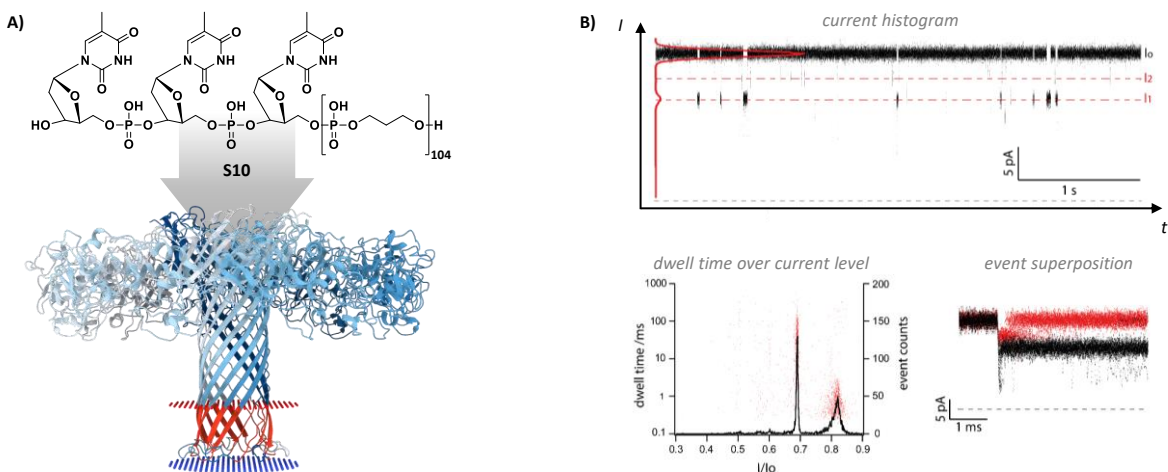 A)
O
N
NH
O
O
N
NH
O
O
N
NH
O
O
HO
O
P
OH
O
O
O
O
P
OH
O
O
O
O
P
OH
O
O
O
H
104
S10
B)
I
current histogram
I₀
I₂
I₁
5 pA
1 s
t
dwell time over current level
event superposition
dwell time /ms
1000
100
10
1
0.1
200
150
100
50
0
event counts
0.3 0.4 0.5 0.6 0.7 0.8 0.9
I/Io
5 pA
1 ms